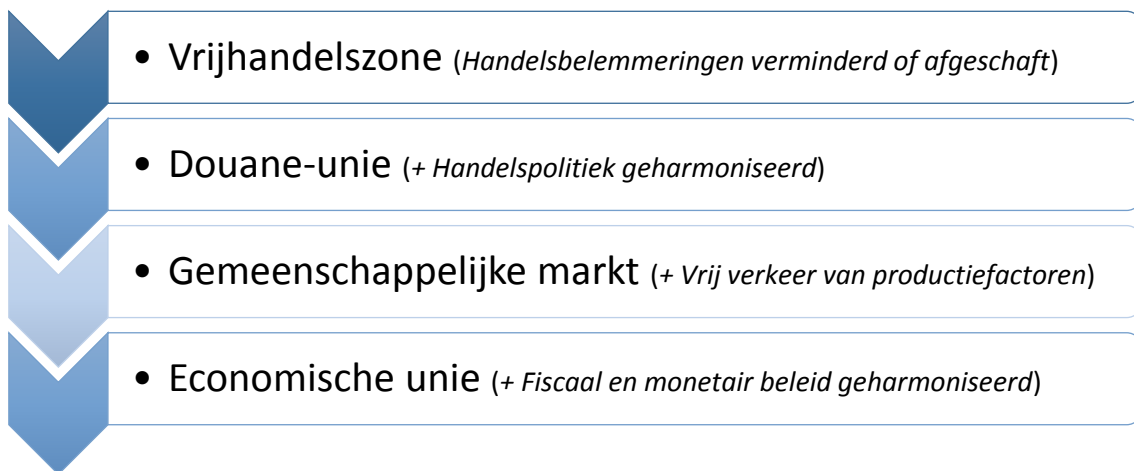 • Vrijhandelszone (Handelsbelemmeringen verminderd of afgeschaft)
• Douane-unie (+ Handelspolitiek geharmoniseerd)
• Gemeenschappelijke markt (+ Vrij verkeer van productiefactoren)
• Economische unie (+ Fiscaal en monetair beleid geharmoniseerd)